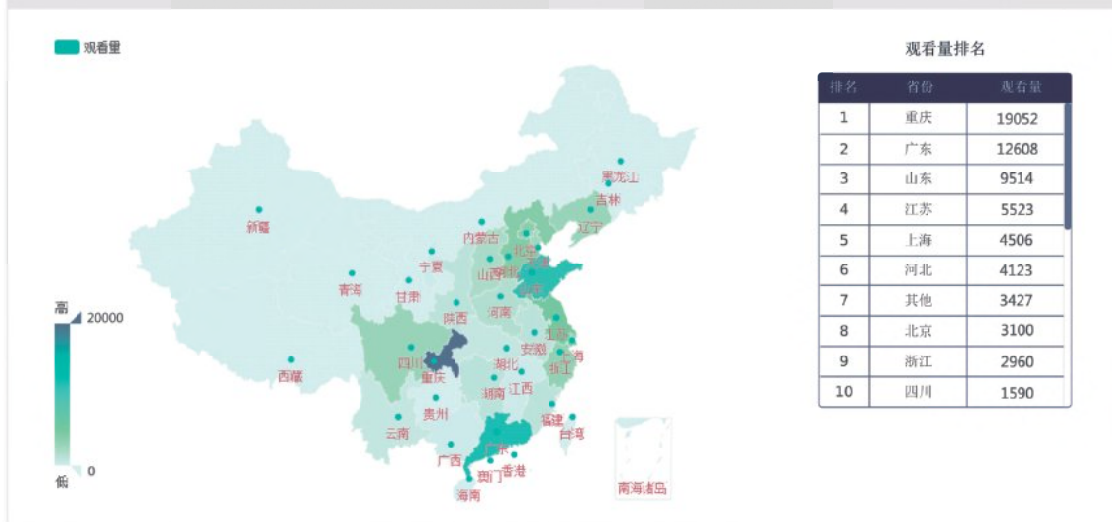 观看量
观看量排名
排名 省份 观看量
1 重庆 19052
2 广东 12608
3 山东 9514
4 江苏 5523
5 上海 4506
6 河北 4123
7 其他 3427
8 北京 3100
9 浙江 2960
10 四川 1590
黑龙江
吉林
辽宁
新疆
内蒙古
北京
宁夏
山西
河北
青海
甘肃
山东
高
20000
陕西
河南
江苏
安徽
上海
四川
湖北
浙江
重庆
西藏
湖南
江西
贵州
福建
云南
台湾
广东
广西
香港
澳门
0
低
海南
南海诸岛